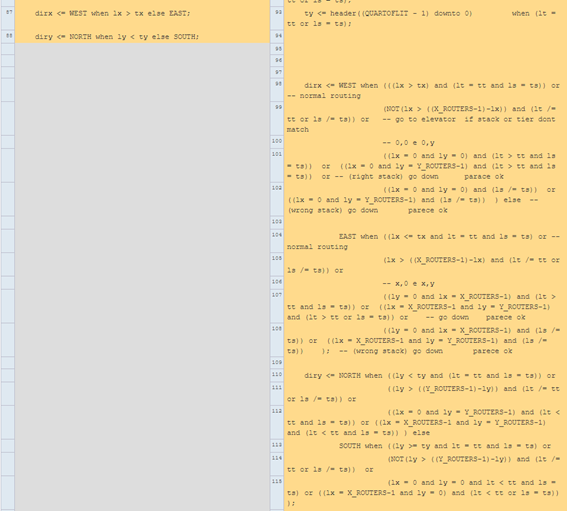 87 dirx <= WEST when lx > tx else EAST;
88 diry <= NORTH when ly < ty else SOUTH;
tt or ls = ts);
93 ty <= header((QUARTOFLIT - 1) downto 0) when (lt =
tt or ls = ts);
94
95
96
97
98 dirx <= WEST when (((lx > tx) and (lt = tt and ls = ts)) or
-- normal routing
99 (NOT(lx > ((X_ROUTERS-1)-lx)) and (lt /=
tt or ls /= ts)) or -- go to elevator if stack or tier dont
match
100 -- 0,0 e 0,y
101 ((lx = 0 and ly = 0) and (lt > tt and ls
= ts)) or ((lx = 0 and ly = Y_ROUTERS-1) and (lt > tt and ls
= ts)) or -- (right stack) go down parace ok
102 ((lx = 0 and ly = 0) and (ls /= ts)) or
((lx = 0 and ly = Y_ROUTERS-1) and (ls /= ts)) ) else --
(wrong stack) go down parece ok
103
104 EAST when ((lx <= tx and lt = tt and ls = ts) or --
normal routing
105 (lx > ((X_ROUTERS-1)-lx) and (lt /= tt or
ls /= ts)) or
106 -- x,0 e x,y
107 ((ly = 0 and lx = X_ROUTERS-1) and (lt >
tt and ls = ts)) or ((lx = X_ROUTERS-1 and ly = Y_ROUTERS-1)
and (lt > tt or ls = ts)) or -- go down parece ok
108 ((ly = 0 and lx = X_ROUTERS-1) and (ls /=
ts)) or ((lx = X_ROUTERS-1 and ly = Y_ROUTERS-1) and (ls /=
ts)) ); -- (wrong stack) go down parece ok
109
110 diry <= NORTH when ((ly < ty and (lt = tt and ls = ts)) or
111 ((ly > ((Y_ROUTERS-1)-ly)) and (lt /= tt
or ls /= ts)) or
112 ((lx = 0 and ly = Y_ROUTERS-1) and (lt <
tt and ls = ts)) or ((lx = X_ROUTERS-1 and ly = Y_ROUTERS-1)
and (lt < tt and ls = ts)) ) else
113 SOUTH when ((ly >= ty and lt = tt and ls = ts) or
114 (NOT(ly > ((Y_ROUTERS-1)-ly)) and (lt /=
tt or ls /= ts)) or
115 (lx = 0 and ly = 0 and lt < tt and ls =
ts) or ((lx = X_ROUTERS-1 and ly = 0) and (lt < tt or ls = ts))
);